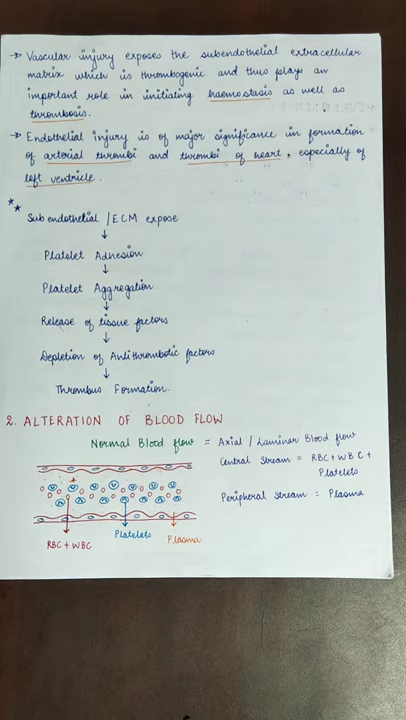 → Vascular injury exposes the subendothelial extracellular
matrix which is thrombogenic and thus plays an
important role in initiating haemostasis as well as
thrombosis.
→ Endothelial injury is of major significance in formation
of arterial thrombi and thrombi of heart, especially of
left ventricle.
Sub endothelial / ECM expose
↓
Platelet Adhesion
↓
Platelet Aggregation
↓
Release of tissue factors
↓
Depletion of Antithrombotic factors
↓
Thrombus Formation.
2. ALTERATION OF BLOOD FLOW
Normal Blood flow = Axial / Laminar Blood flow
Central Stream = RBC + WBC +
Platelets
Peripheral Stream = Plasma
RBC + WBC
Platelets
Plasma